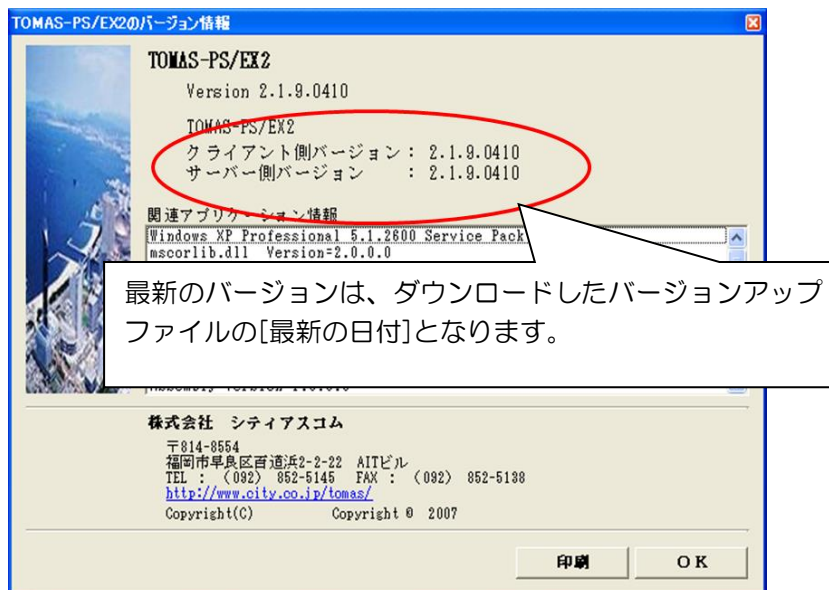 TOMAS-PS/EX2のバージョン情報
TOMAS-PS/EX2
Version 2.1.9.0410
TOMAS-PS/EX2
クライアント側バージョン： 2.1.9.0410
サーバー側バージョン ： 2.1.9.0410
関連アプリケーション情報
Windows XP Professional 5.1.2600 Service Pack
mscorlib.dll Version=2.0.0.0
最新のバージョンは、ダウンロードしたバージョンアップ
ファイルの[最新の日付]となります。
株式会社 シティアスコム
〒814-8554
福岡市早良区百道浜2-2-22 AITビル
TEL : (092) 852-5145 FAX : (092) 852-5138
http://www.city.co.jp/tomas/
Copyright(C) Copyright © 2007
印刷 OK